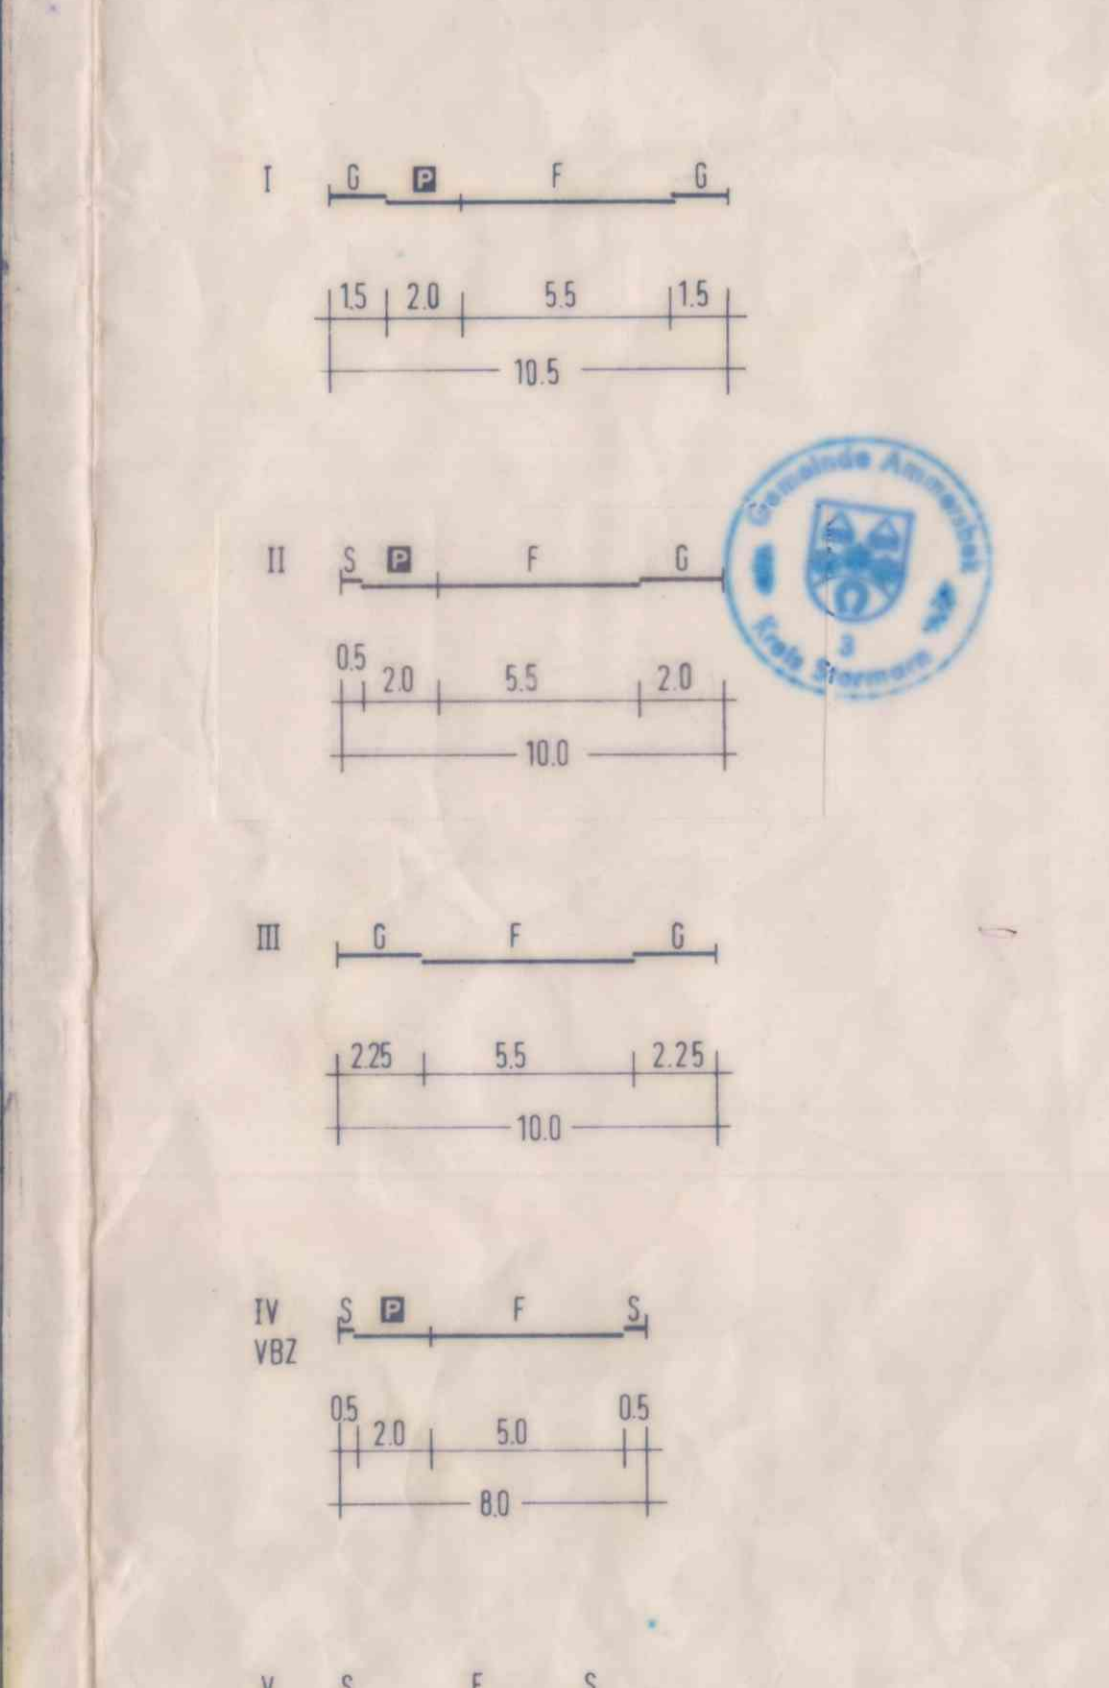 I G P F G
1.5 2.0 5.5 1.5
10.5
Gemeinde Ammersbek
3
Kreis Stormarn
II S P F G
0.5 2.0 5.5 2.0
10.0
III G F G
2.25 5.5 2.25
10.0
IV S P F S
VBZ
0.5 2.0 5.0 0.5
8.0
V S F S